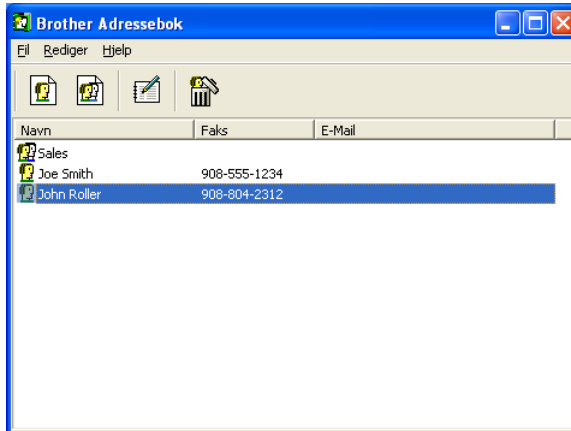 Brother Adressebok
Fil Rediger Hjelp
Navn Faks E-Mail
Sales
Joe Smith 908-555-1234
John Roller 908-804-2312